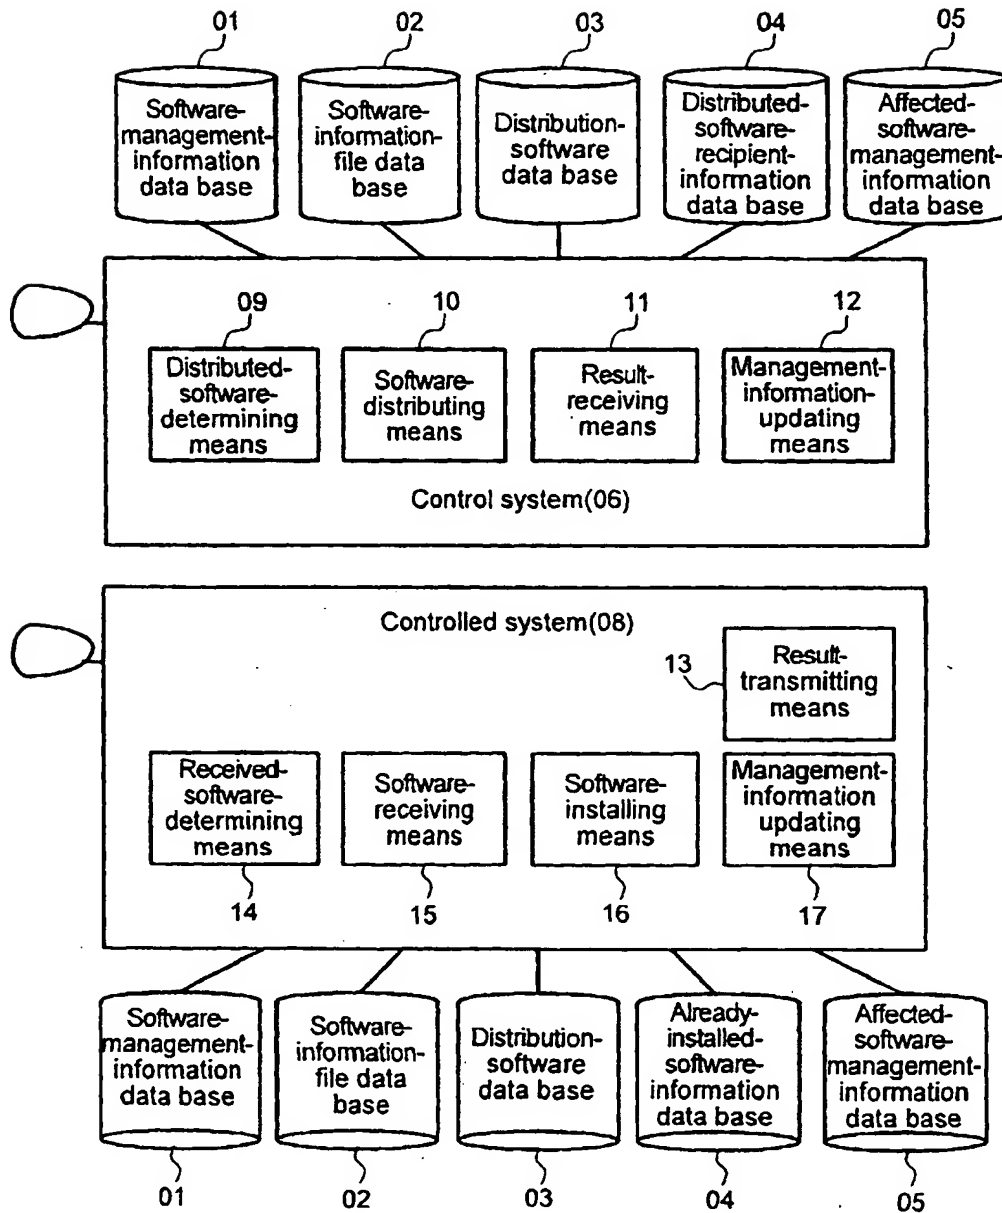 01
02
03
04
05
Software-
management-
information
data base
Software-
information-
file data
base
Distribution-
software
data base
Distributed-
software-
recipient-
information
data base
Affected-
software-
management-
information
data base
09
10
11
12
Distributed-
software-
determining
means
Software-
distributing
means
Result-
receiving
means
Management-
information-
updating
means
Control system(06)
Controlled system(08)
13
Result-
transmitting
means
Received-
software-
determining
means
Software-
receiving
means
Software-
installing
means
Management-
information
updating
means
14
15
16
17
Software-
management-
information
data base
Software-
information-
file data
base
Distribution-
software
data base
Already-
installed-
software-
information
data base
Affected-
software-
management-
information
data base
01
02
03
04
05